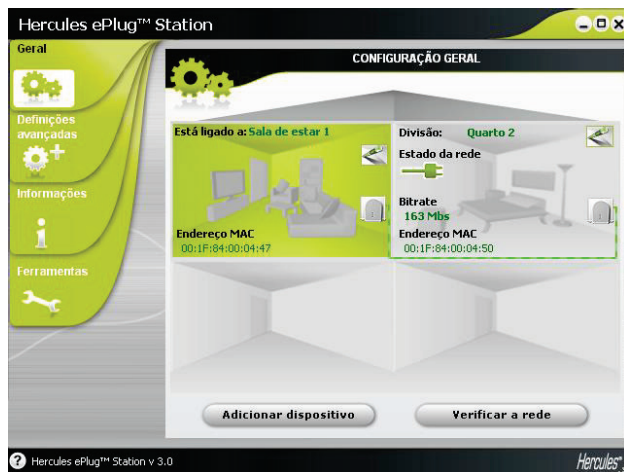 Hercules ePlug™ Station
Geral
Definições
avançadas
Informações
Ferramentas
CONFIGURAÇÃO GERAL
Está ligado a: Sala de estar 1
Endereço MAC
00:1F:84:00:04:47
Divisão: Quarto 2
Estado da rede
Bitrate
163 Mbs
Endereço MAC
00:1F:84:00:04:50
Adicionar dispositivo
Verificar a rede
Hercules ePlug™ Station v 3.0
Hercules